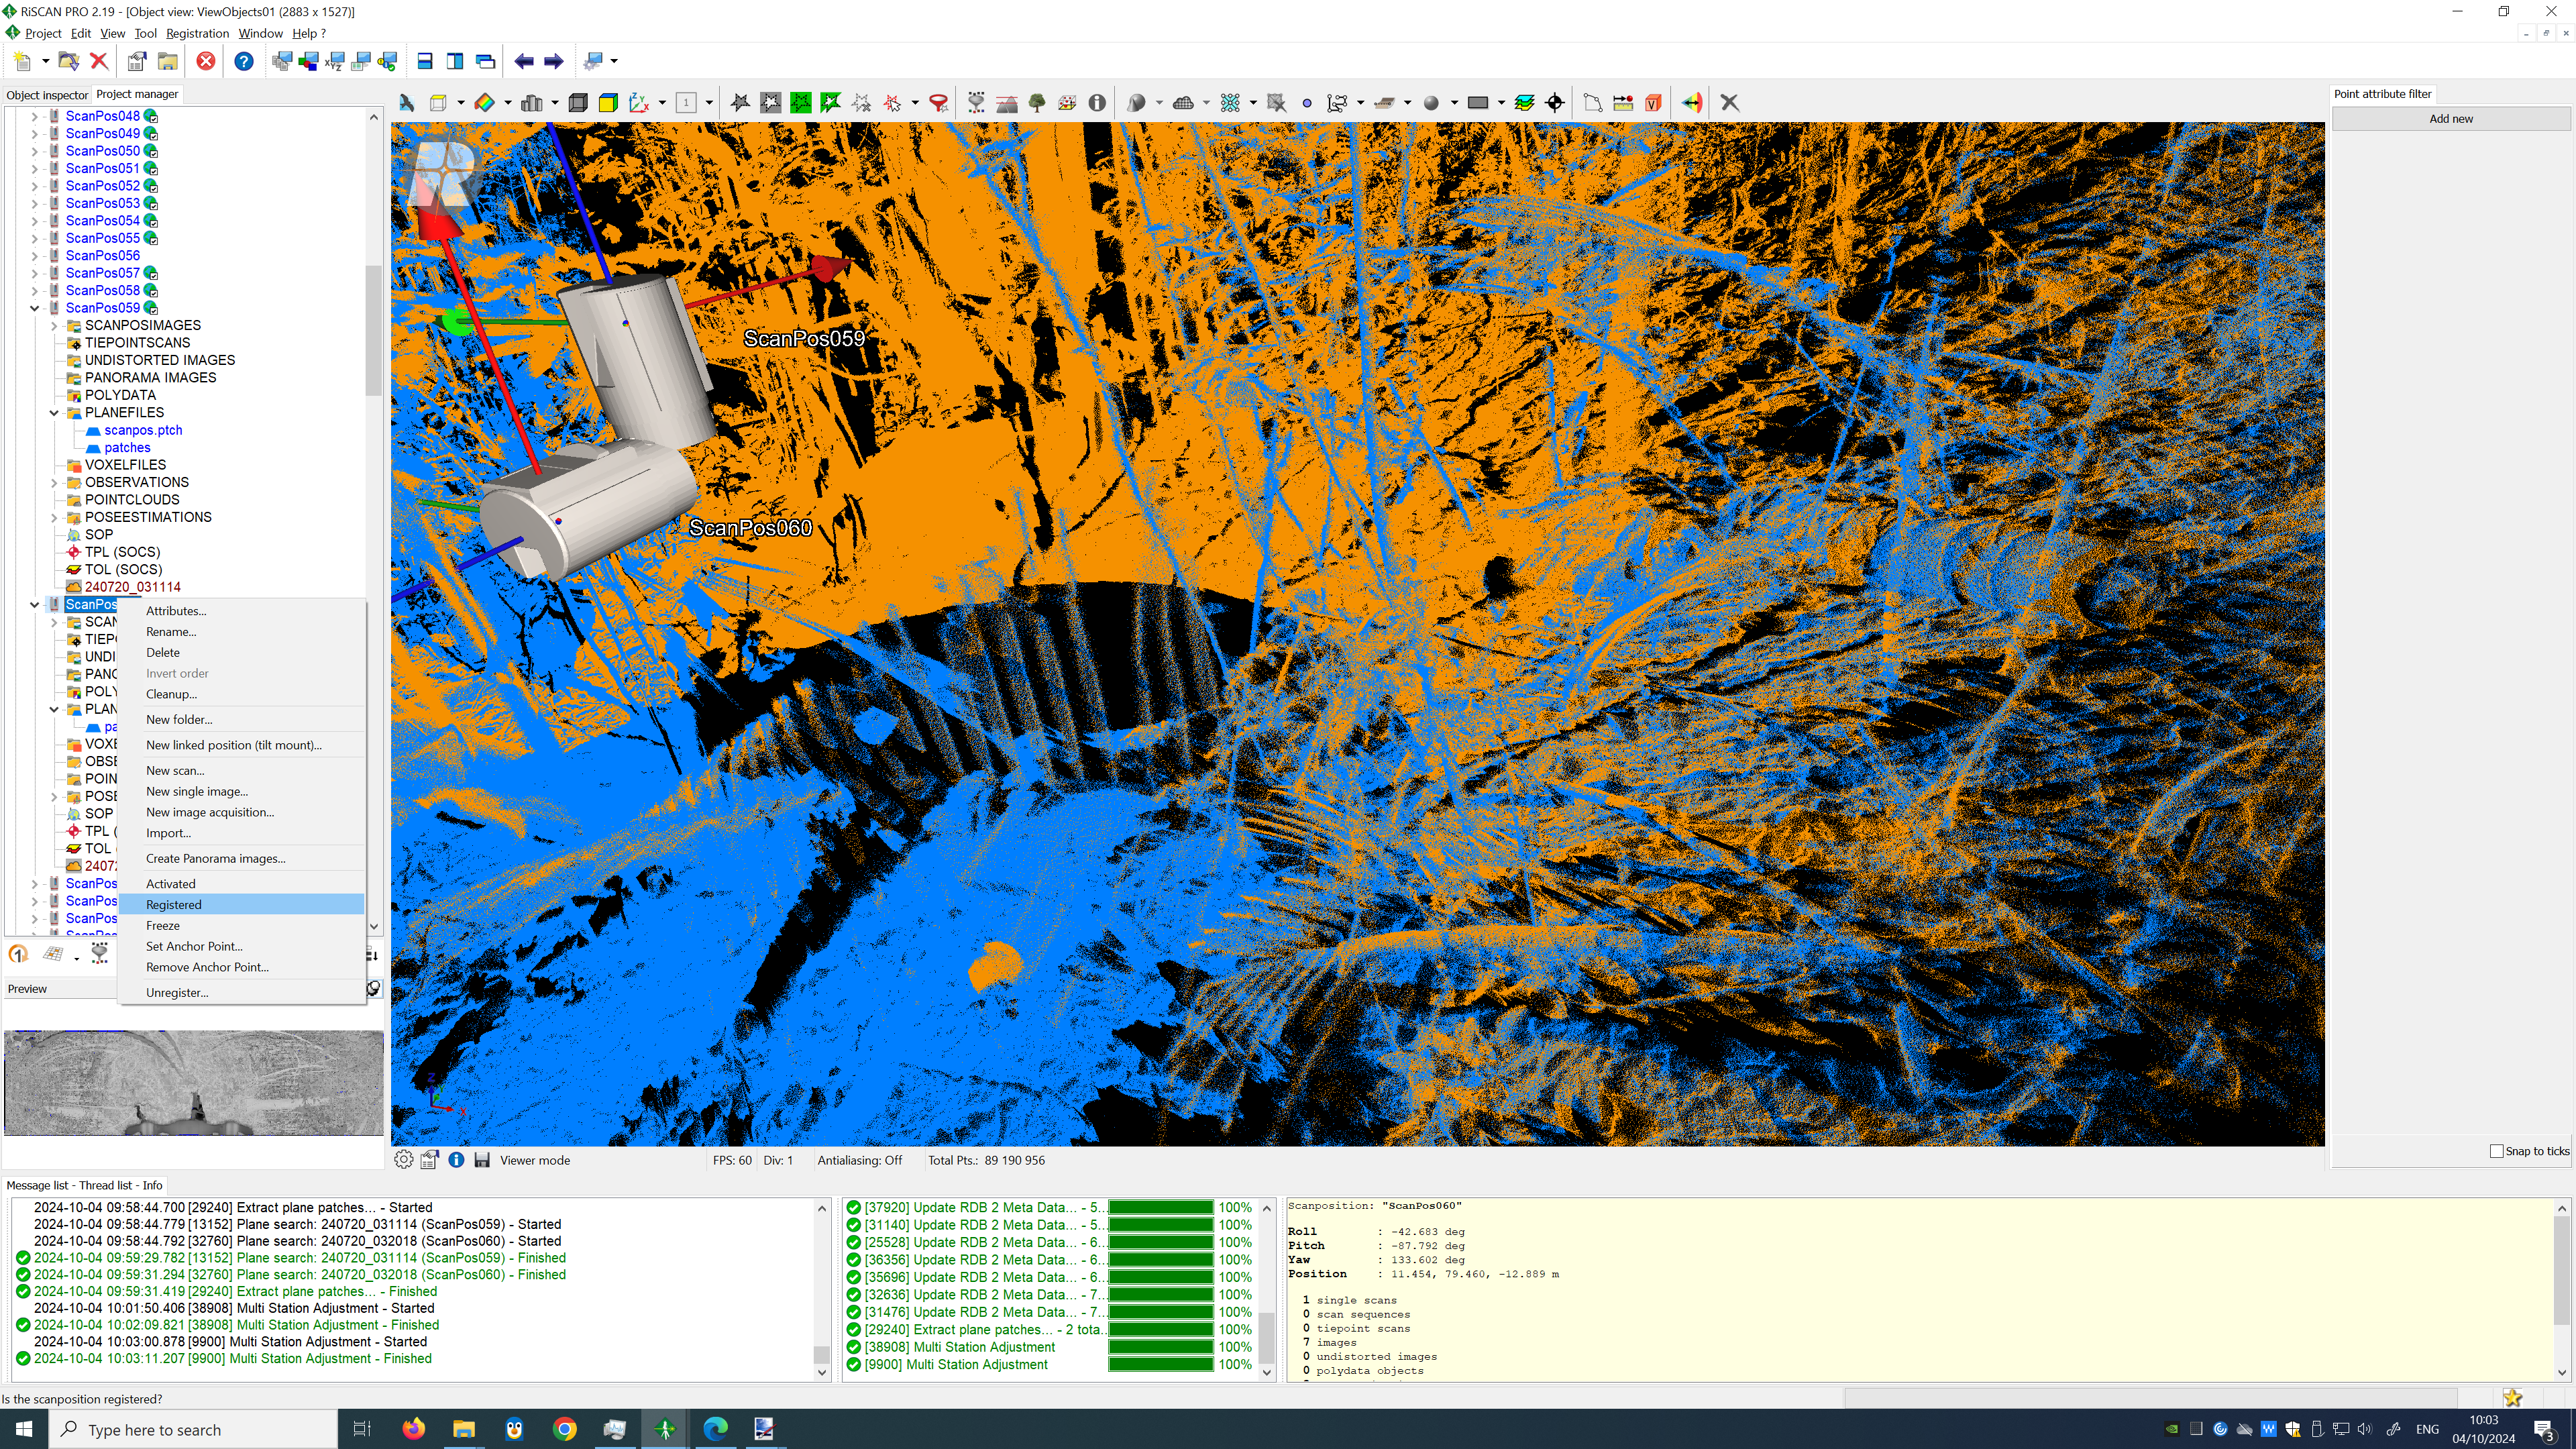 RiSCAN PRO 2.19 - [Object view: ViewObjects01 (2883 x 1527)]
Project Edit View Tool Registration Window Help ?
Object inspector Project manager
Point attribute filter
Add new
ScanPos048
ScanPos049
ScanPos050
ScanPos051
ScanPos052
ScanPos053
ScanPos054
ScanPos055
ScanPos056
ScanPos057
ScanPos058
ScanPos059
SCANPOSIMAGES
TIEPOINTSCANS
UNDISTORTED IMAGES
PANORAMA IMAGES
POLYDATA
PLANEFILES
scanpos.ptch
patches
VOXELFILES
OBSERVATIONS
POINTCLOUDS
POSEESTIMATIONS
SOP
TPL (SOCS)
TOL (SOCS)
240720_031114
ScanPos
SCAN
TIEP
UNDI
PANO
POLY
PLAN
pa
VOXE
OBSE
POIN
POSE
SOP
TPL (
TOL
2407
ScanPos
ScanPos
ScanPos
Attributes...
Rename...
Delete
Invert order
Cleanup...
New folder...
New linked position (tilt mount)...
New scan...
New single image...
New image acquisition...
Import...
Create Panorama images...
Activated
Registered
Freeze
Set Anchor Point...
Remove Anchor Point...
Unregister...
Preview
ScanPos059
ScanPos060
Viewer mode FPS: 60 Div: 1 Antialiasing: Off Total Pts.: 89 190 956
Snap to ticks
Message list - Thread list - Info
2024-10-04 09:58:44.700 [29240] Extract plane patches... - Started
2024-10-04 09:58:44.779 [13152] Plane search: 240720_031114 (ScanPos059) - Started
2024-10-04 09:58:44.792 [32760] Plane search: 240720_032018 (ScanPos060) - Started
2024-10-04 09:59:29.782 [13152] Plane search: 240720_031114 (ScanPos059) - Finished
2024-10-04 09:59:31.294 [32760] Plane search: 240720_032018 (ScanPos060) - Finished
2024-10-04 09:59:31.419 [29240] Extract plane patches... - Finished
2024-10-04 10:01:50.406 [38908] Multi Station Adjustment - Started
2024-10-04 10:02:09.821 [38908] Multi Station Adjustment - Finished
2024-10-04 10:03:00.878 [9900] Multi Station Adjustment - Started
2024-10-04 10:03:11.207 [9900] Multi Station Adjustment - Finished
[37920] Update RDB 2 Meta Data... - 5... 100%
[31140] Update RDB 2 Meta Data... - 5... 100%
[25528] Update RDB 2 Meta Data... - 6... 100%
[36356] Update RDB 2 Meta Data... - 6... 100%
[35696] Update RDB 2 Meta Data... - 6... 100%
[32636] Update RDB 2 Meta Data... - 7... 100%
[31476] Update RDB 2 Meta Data... - 7... 100%
[29240] Extract plane patches... - 2 tota... 100%
[38908] Multi Station Adjustment 100%
[9900] Multi Station Adjustment 100%
Scanposition: "ScanPos060"
Roll : -42.683 deg
Pitch : -87.792 deg
Yaw : 133.602 deg
Position : 11.454, 79.460, -12.889 m
1 single scans
0 scan sequences
0 tiepoint scans
7 images
0 undistorted images
0 polydata objects
Is the scanposition registered?
Type here to search
ENG
10:03
04/10/2024
3